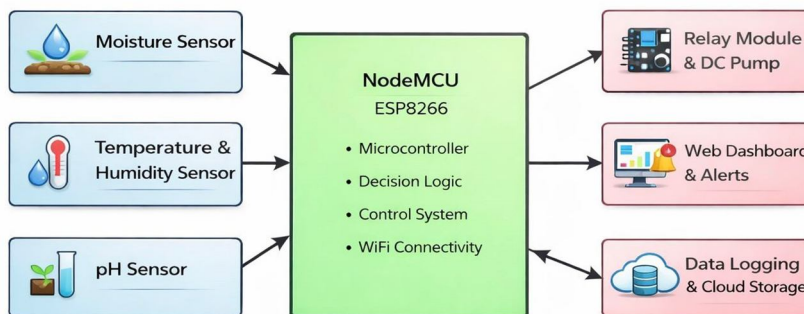 Moisture Sensor
Temperature &
Humidity Sensor
pH Sensor
NodeMCU
ESP8266
• Microcontroller
• Decision Logic
• Control System
• WiFi Connectivity
Relay Module
& DC Pump
Web Dashboard
& Alerts
Data Logging
& Cloud Storage